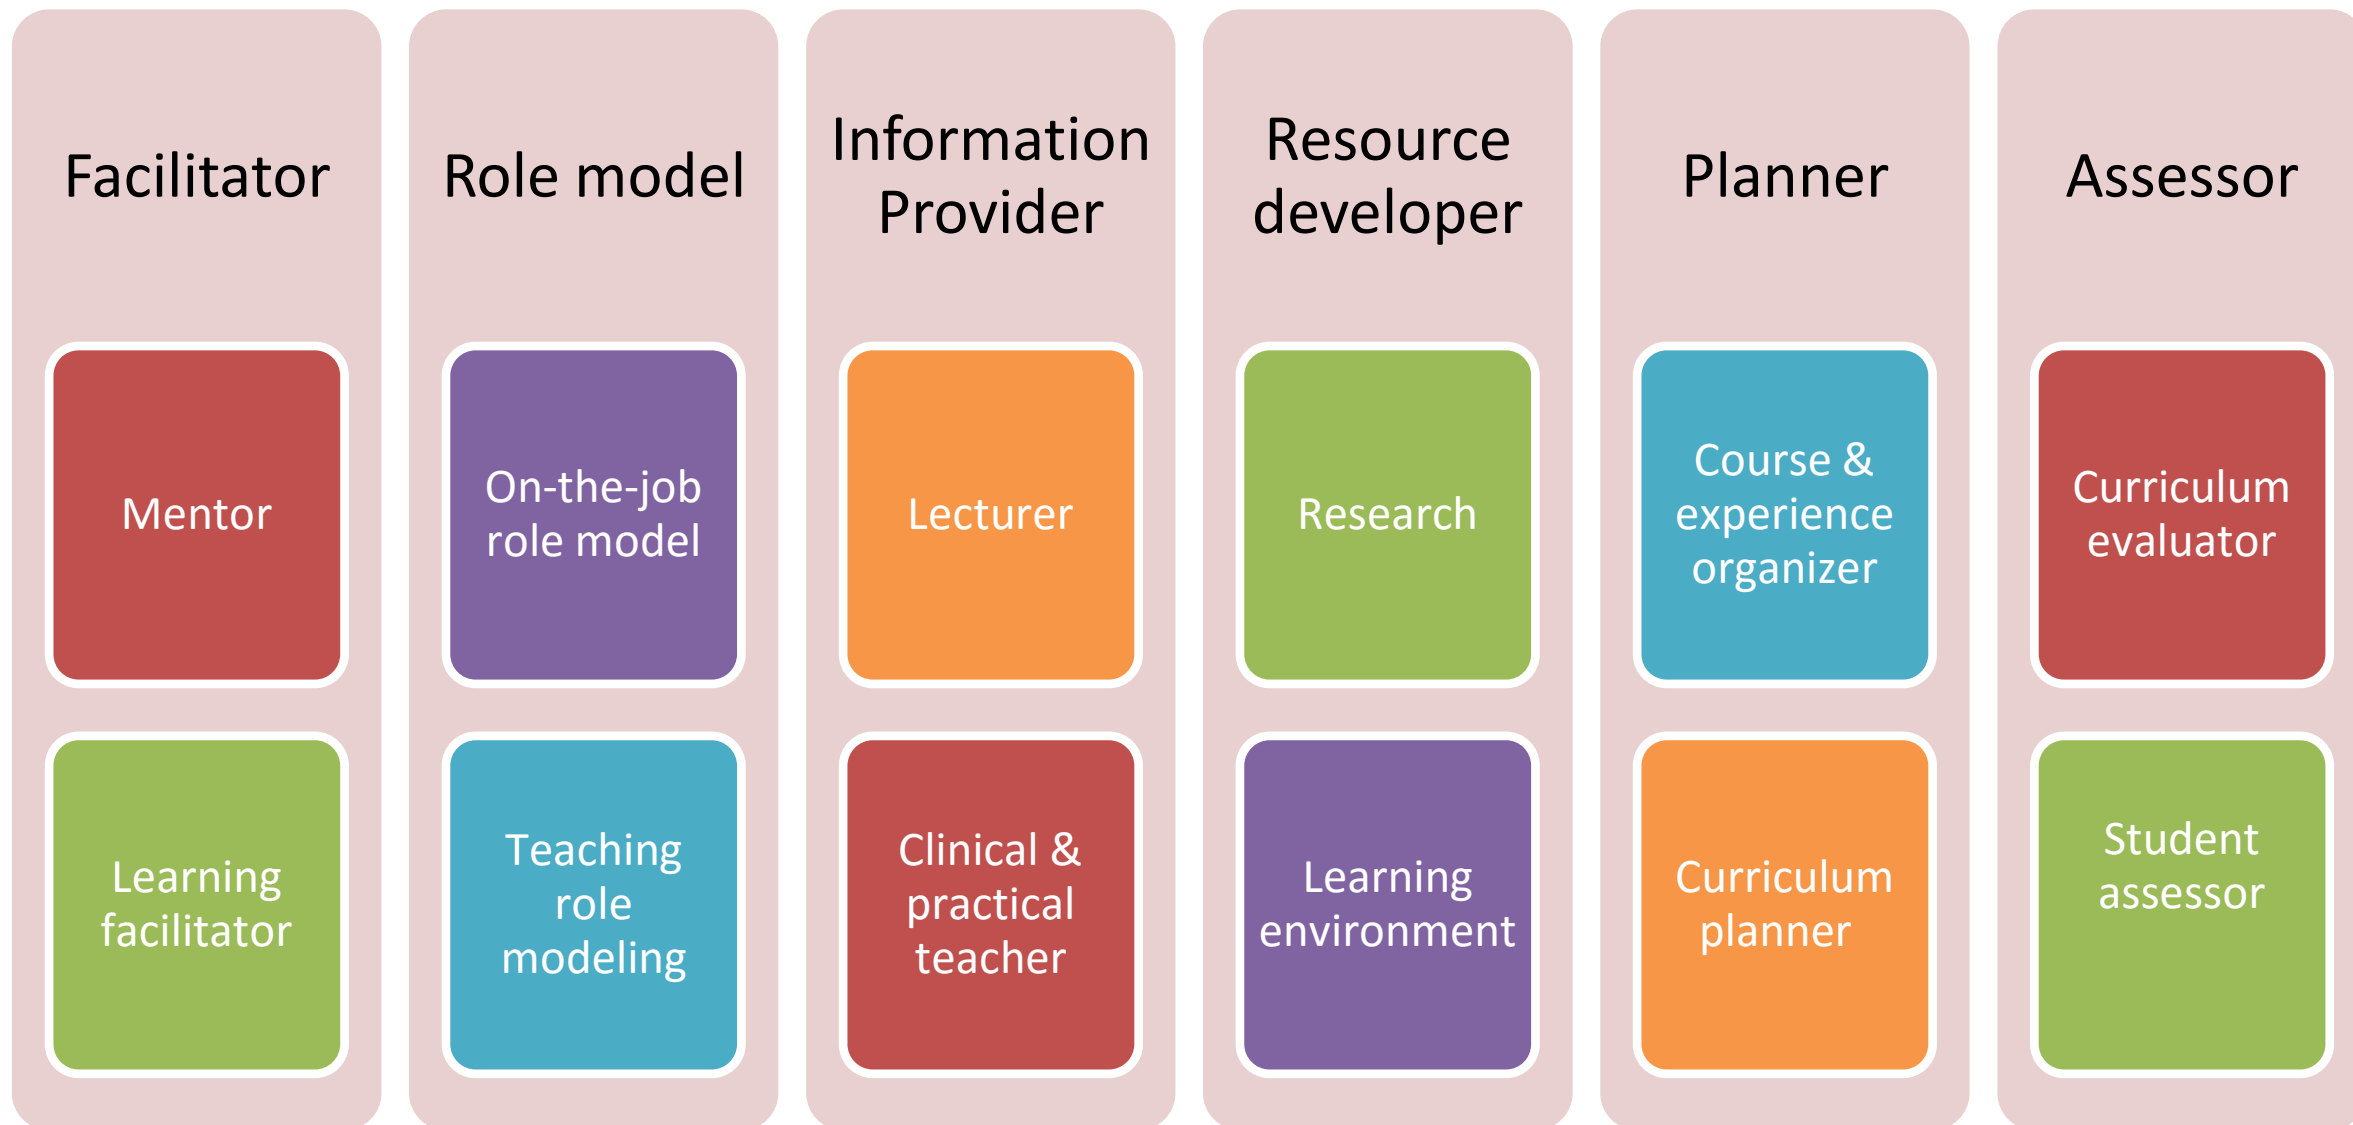 Facilitator
Mentor
Learning
facilitator
Role model
On-the-job
role model
Teaching
role
modeling
Information
Provider
Lecturer
Clinical &
practical
teacher
Resource
developer
Research
Learning
environment
Planner
Course &
experience
organizer
Curriculum
planner
Assessor
Curriculum
evaluator
Student
assessor